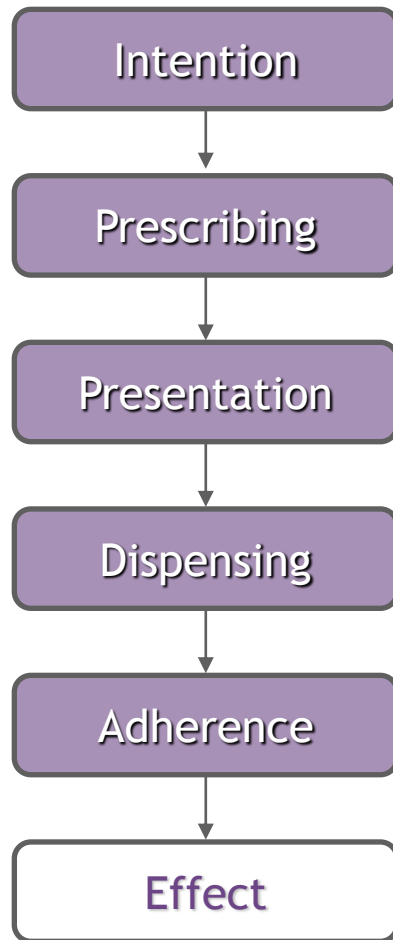 Intention
Prescribing
Presentation
Dispensing
Adherence
Effect